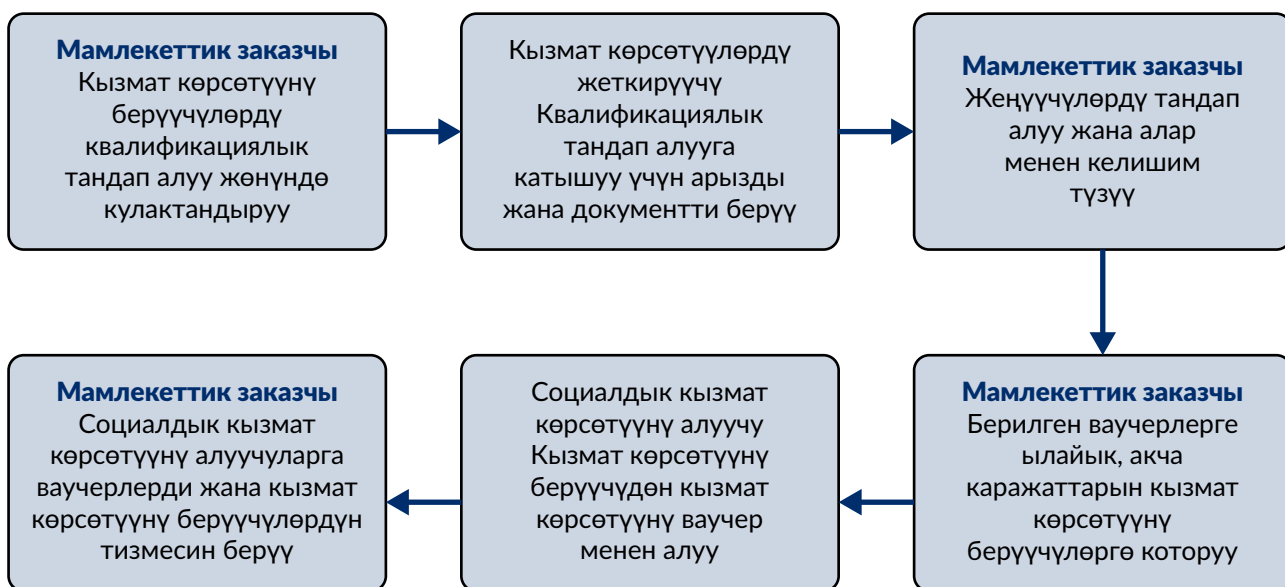 Мамлекеттик заказчы
Кызмат көрсөтүүнү
берүүчүлөрдү
квалификациялык
тандап алуу жөнүндө
кулактандыруу
Кызмат көрсөтүүлөрдү
жеткирүүчү
Квалификациялык
тандап алууга
катышуу үчүн арызды
жана документти берүү
Мамлекеттик заказчы
Жеңүүчүлөрдү тандап
алуу жана алар
менен келишим
түзүү
Мамлекеттик заказчы
Берилген ваучерлерге
ылайык, акча
каражаттарын кызмат
көрсөтүүнү
берүүчүлөргө которуу
Социалдык кызмат
көрсөтүүнү алуучу
Кызмат көрсөтүүнү
берүүчүдөн кызмат
көрсөтүүнү ваучер
менен алуу
Мамлекеттик заказчы
Социалдык кызмат
көрсөтүүнү алуучуларга
ваучерлерди жана кызмат
көрсөтүүнү берүүчүлөрдүн
тизмесин берүү